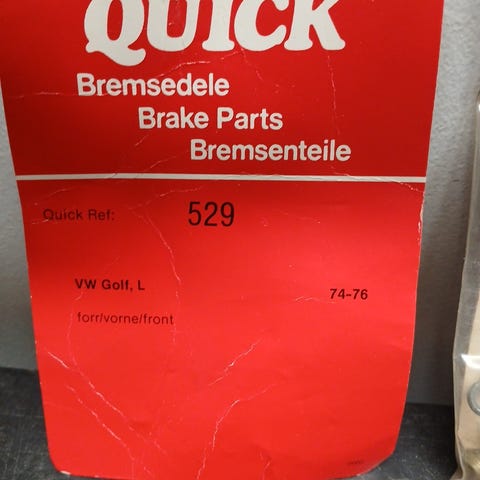 QUICK
Bremsedele
Brake Parts
Bremsenteile
Quick Ref: 529
VW Golf, L 74-76
forr/vorne/front